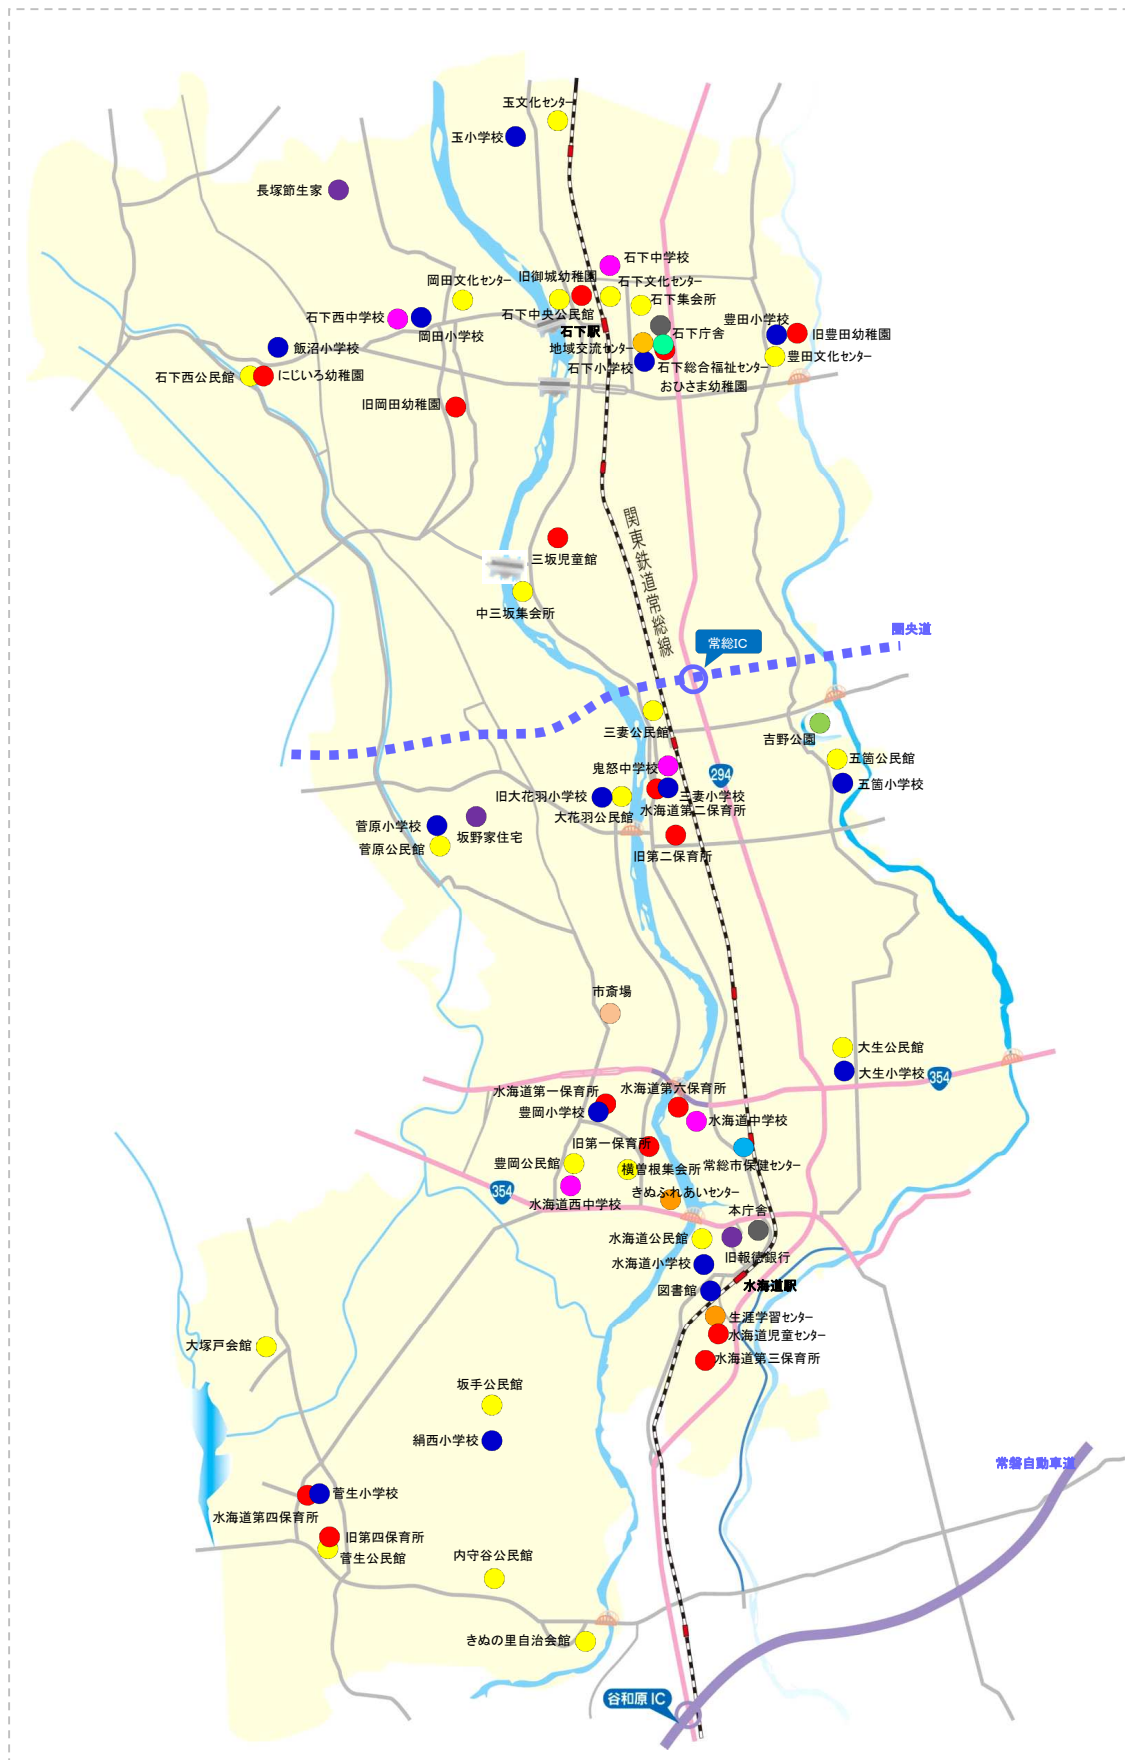 玉文化センター
玉小学校
長塚節生家
石下中学校
岡田文化センター
旧御城幼稚園
石下文化センター
石下集会所
石下西中学校
石下中央公民館
岡田小学校
石下駅
石下庁舎
豊田小学校
旧豊田幼稚園
飯沼小学校
地域交流センター
豊田文化センター
石下西公民館
にじいろ幼稚園
石下小学校
石下総合福祉センター
おひさま幼稚園
旧岡田幼稚園
関東鉄道常総線
三坂児童館
中三坂集会所
圏央道
常総IC
三妻公民館
吉野公園
五箇公民館
鬼怒中学校
294
五箇小学校
旧大花羽小学校
三妻小学校
水海道第二保育所
大花羽公民館
菅原小学校
坂野家住宅
菅原公民館
旧第二保育所
市斎場
大生公民館
大生小学校
354
水海道第一保育所
水海道第六保育所
豊岡小学校
水海道中学校
旧第一保育所
豊岡公民館
横曽根集会所
常総市保健センター
354
きぬふれあいセンター
水海道西中学校
本庁舎
水海道公民館
旧報徳銀行
水海道小学校
図書館
水海道駅
生涯学習センター
水海道児童センター
水海道第三保育所
大塚戸会館
坂手公民館
絹西小学校
常磐自動車道
菅生小学校
水海道第四保育所
旧第四保育所
菅生公民館
内守谷公民館
きぬの里自治会館
谷和原 IC